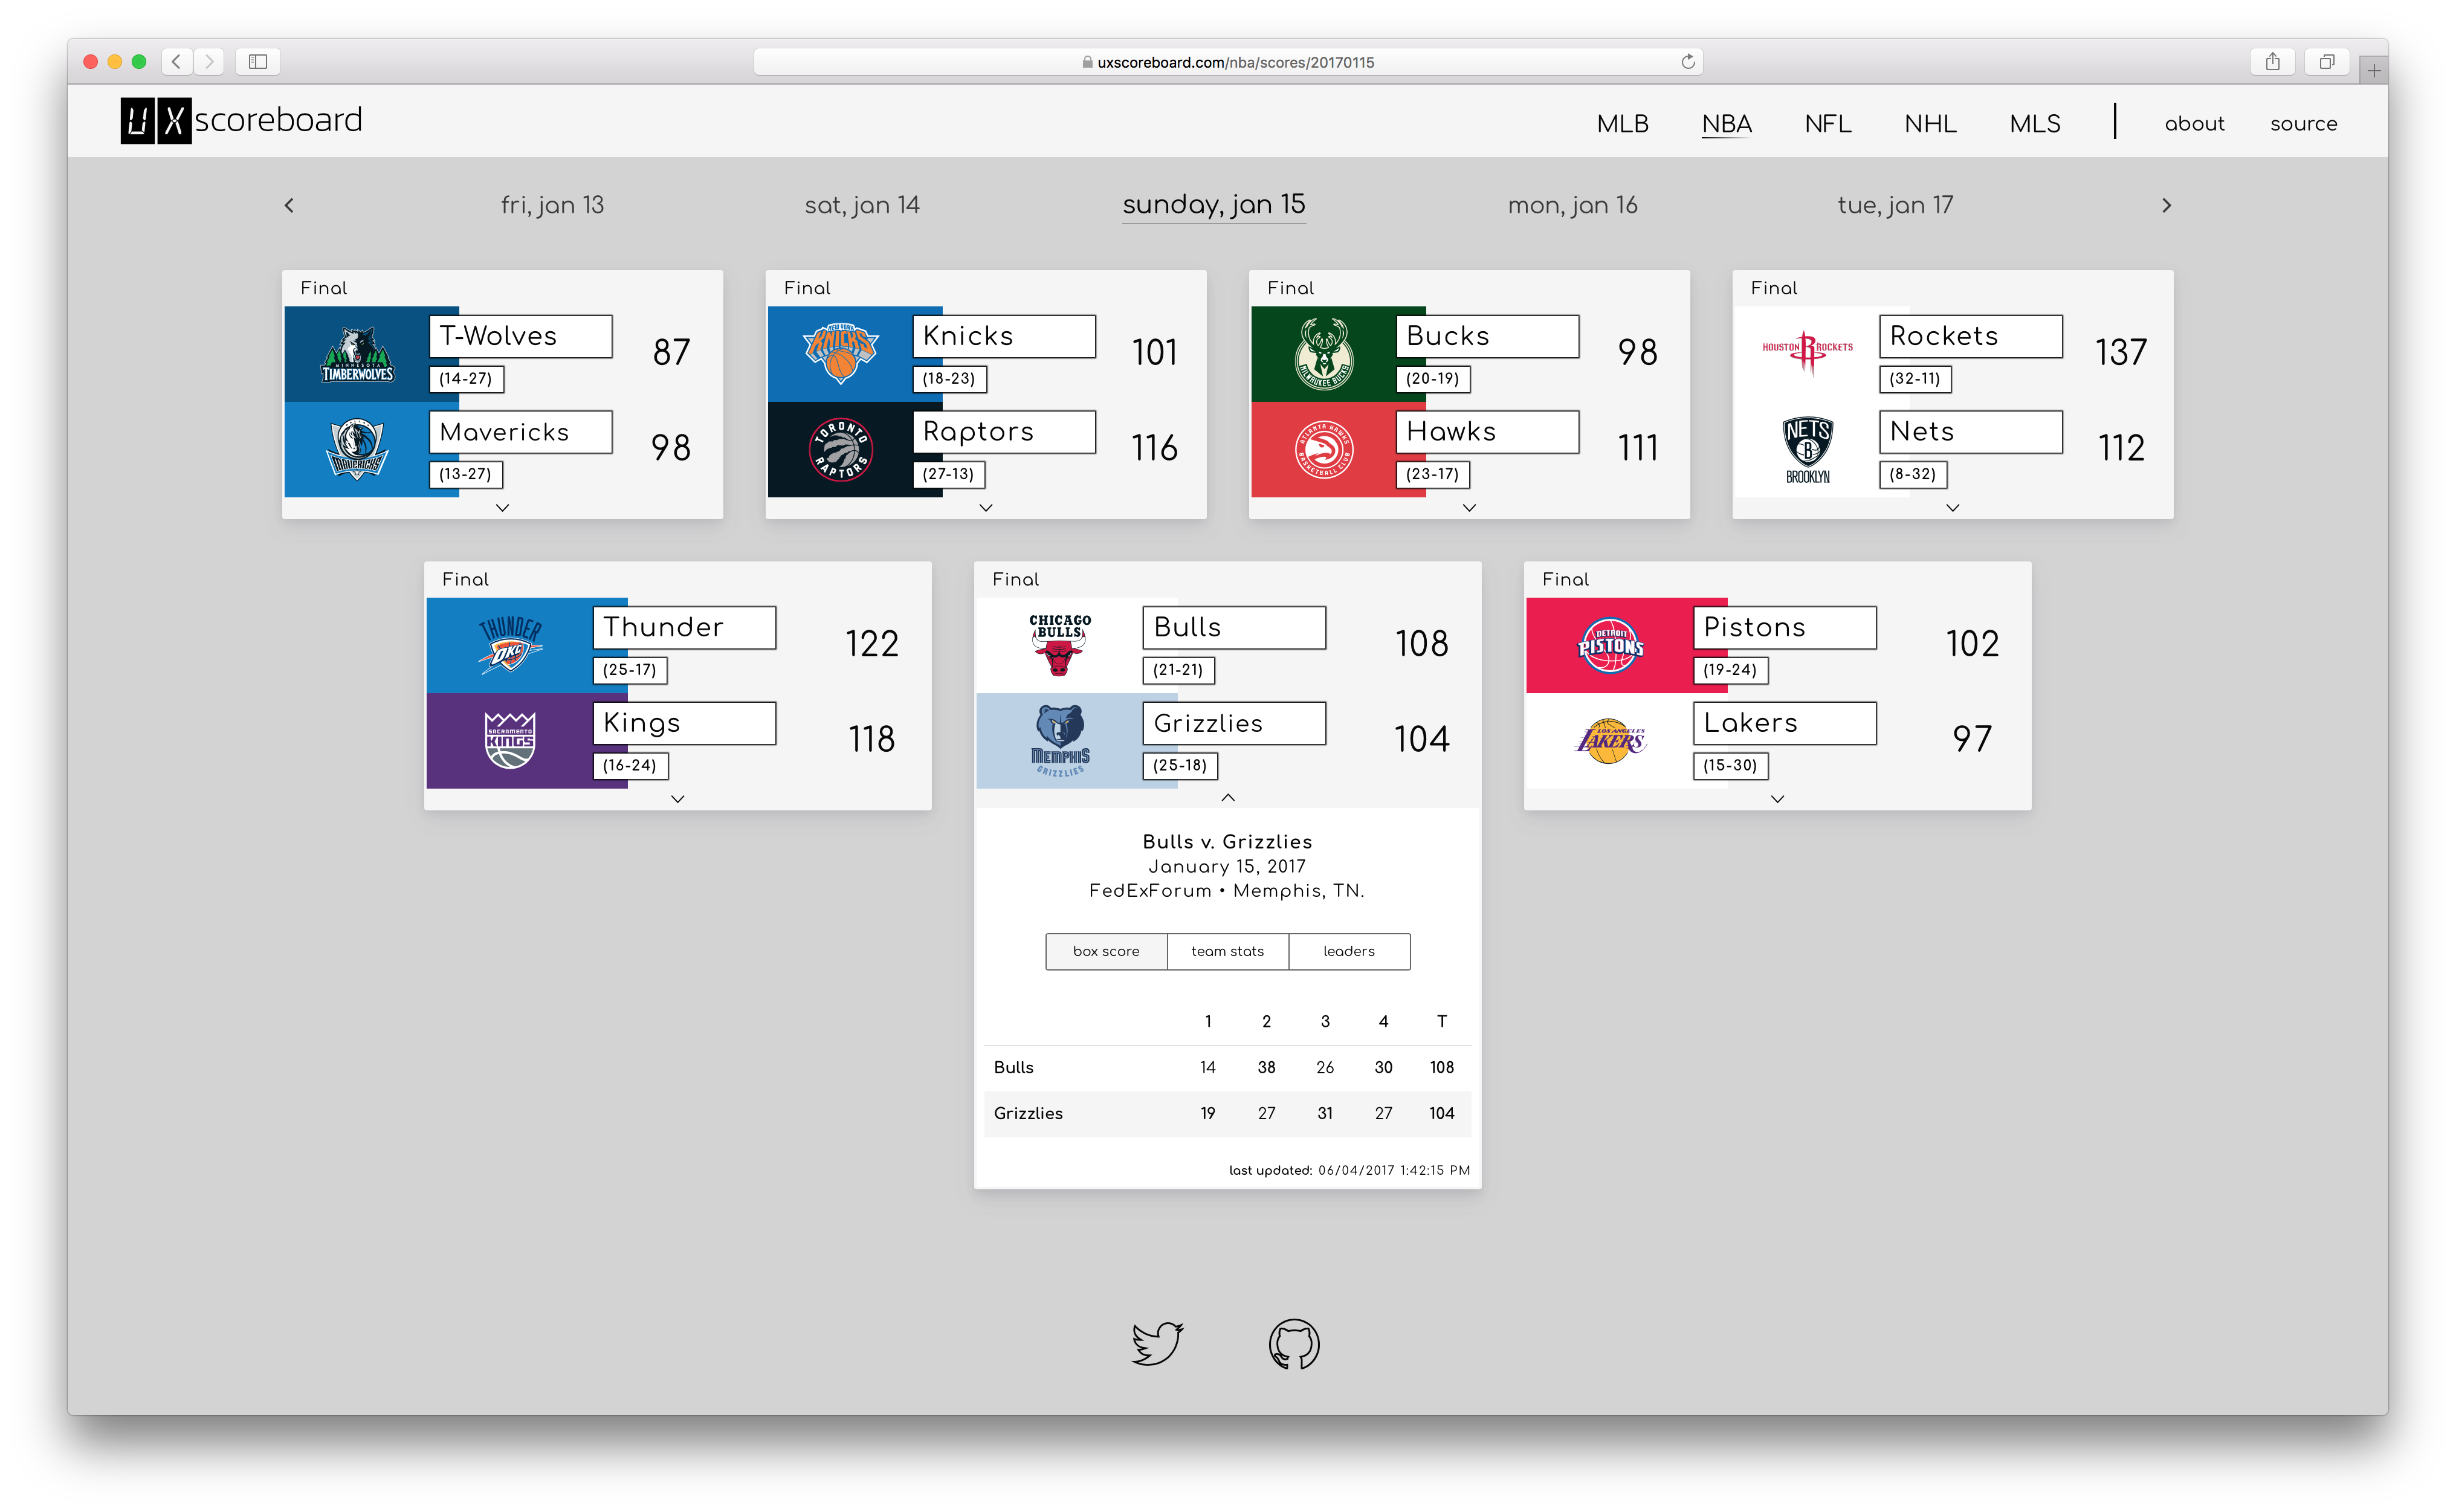 uxscoreboard.com/nba/scores/20170115
UX scoreboard
MLB NBA NFL NHL MLS about source
fri, jan 13 sat, jan 14 sunday, jan 15 mon, jan 16 tue, jan 17
Final
MINNESOTA
TIMBERWOLVES
T-Wolves
(14-27)
87
MAVERICKS
Mavericks
(13-27)
98
Final
NEW YORK
KNICKS
Knicks
(18-23)
101
TORONTO
RAPTORS
Raptors
(27-13)
116
Final
MILWAUKEE BUCKS
Bucks
(20-19)
98
ATLANTA HAWKS
BASKETBALL CLUB
Hawks
(23-17)
111
Final
HOUSTON R ROCKETS
Rockets
(32-11)
137
NETS
B
BROOKLYN
Nets
(8-32)
112
Final
THUNDER
OKC
Thunder
(25-17)
122
SACRAMENTO
KINGS
Kings
(16-24)
118
Final
CHICAGO
BULLS
Bulls
(21-21)
108
MEMPHIS
GRIZZLIES
Grizzlies
(25-18)
104
Bulls v. Grizzlies
January 15, 2017
FedExForum • Memphis, TN.
box score team stats leaders
1 2 3 4 T
Bulls 14 38 26 30 108
Grizzlies 19 27 31 27 104
last updated: 06/04/2017 1:42:15 PM
Final
DETROIT
PISTONS
Pistons
(19-24)
102
LOS ANGELES
LAKERS
Lakers
(15-30)
97